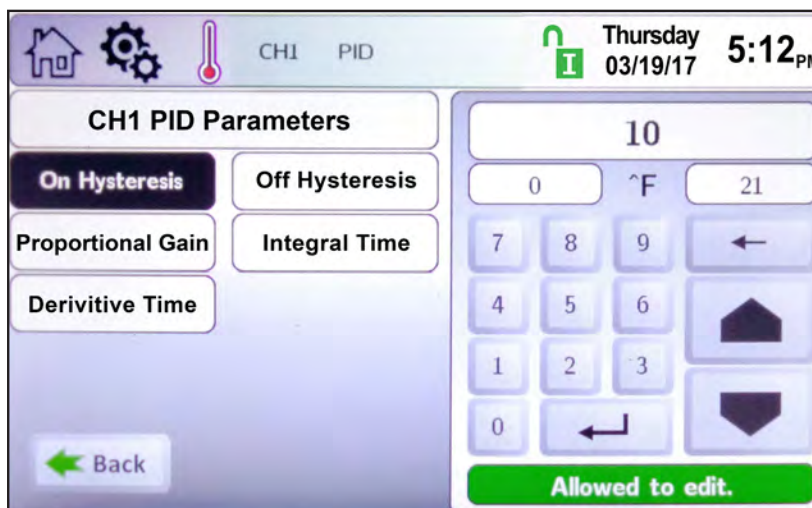 CH1 PID
I
Thursday
03/19/17
5:12 PM
CH1 PID Parameters
On Hysteresis
Off Hysteresis
Proportional Gain
Integral Time
Derivitive Time
Back
10
0 ˆF 21
7 8 9
4 5 6
1 2 3
0
Allowed to edit.